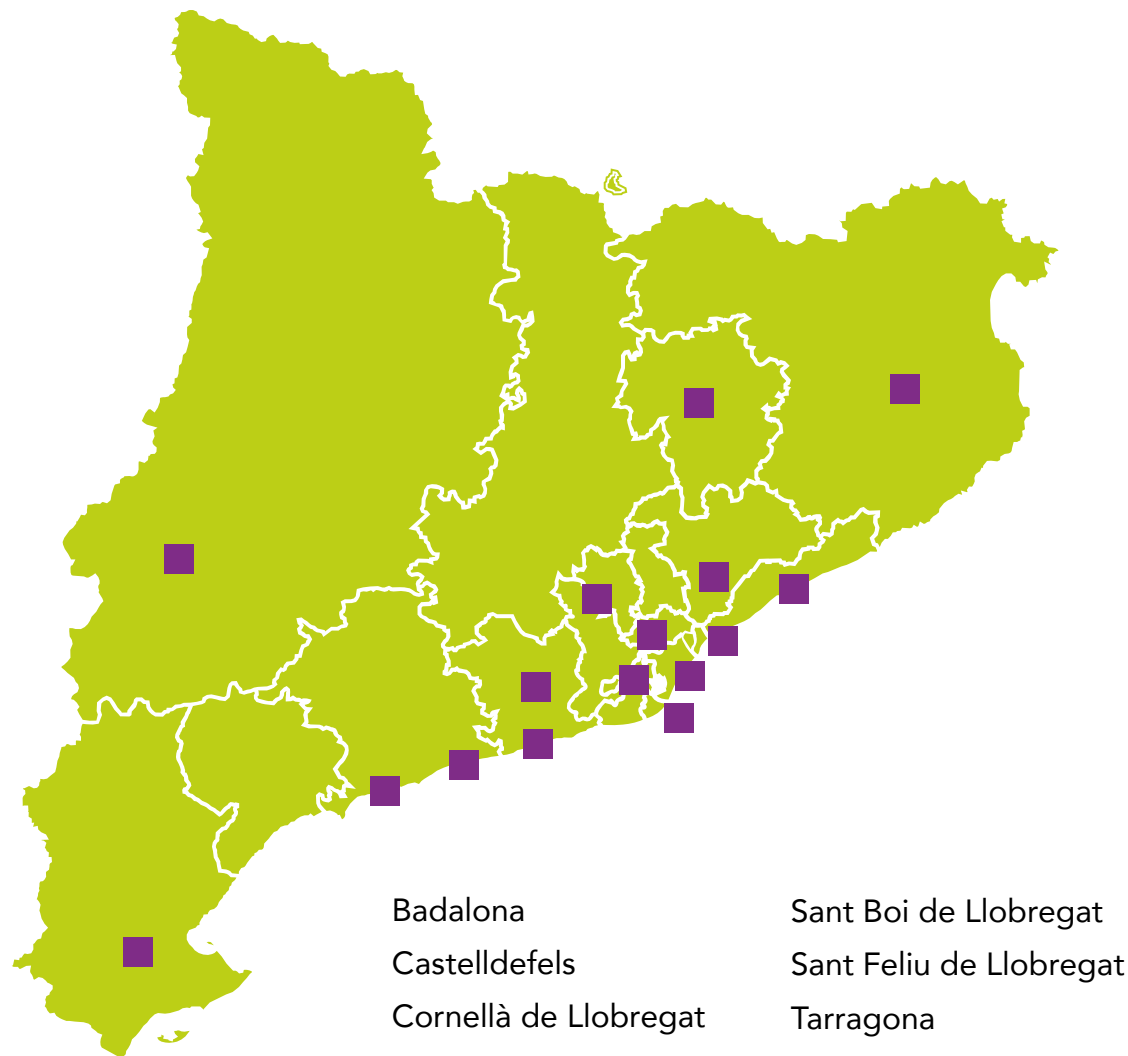 Badalona
Castelldefels
Cornellà de Llobregat
Sant Boi de Llobregat
Sant Feliu de Llobregat
Tarragona